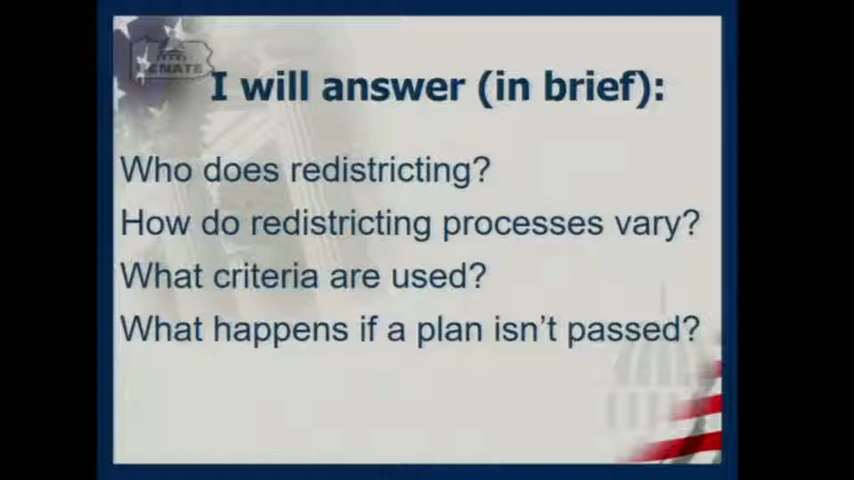 SENATE
I will answer (in brief):
Who does redistricting?
How do redistricting processes vary?
What criteria are used?
What happens if a plan isn't passed?